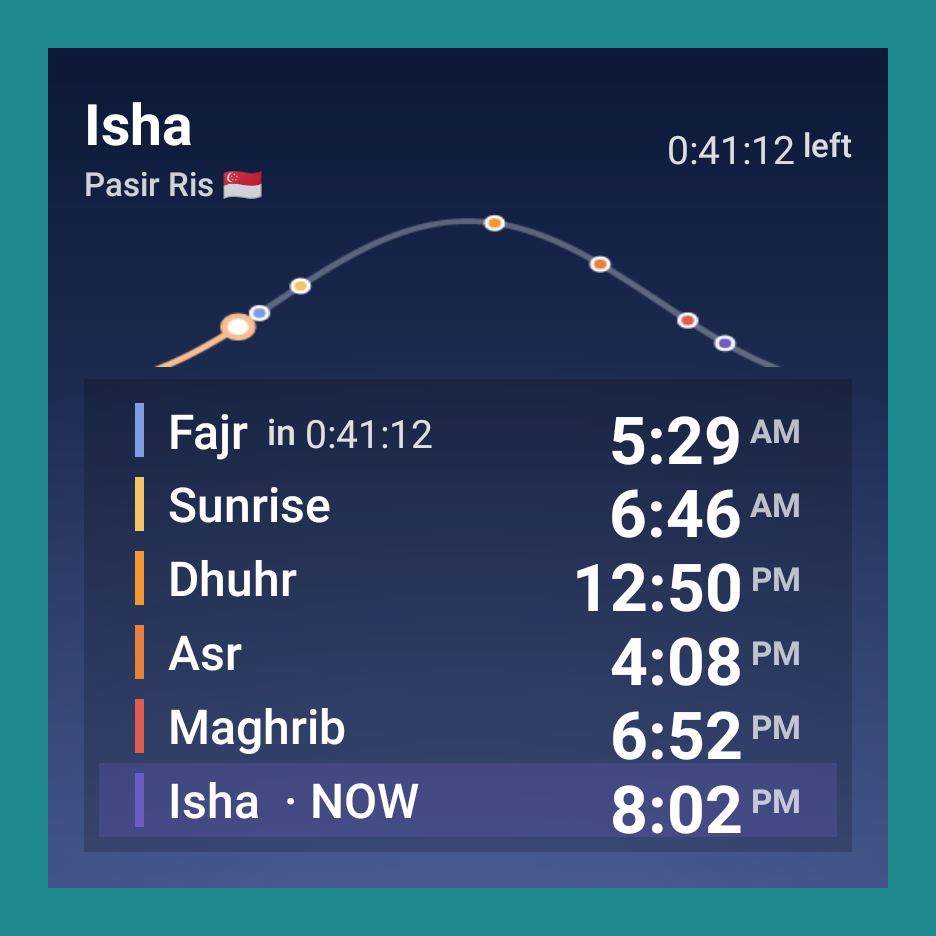 Isha
0:41:12 left
Pasir Ris 🇸🇬
Fajr in 0:41:12 5:29 AM
Sunrise 6:46 AM
Dhuhr 12:50 PM
Asr 4:08 PM
Maghrib 6:52 PM
Isha · NOW 8:02 PM